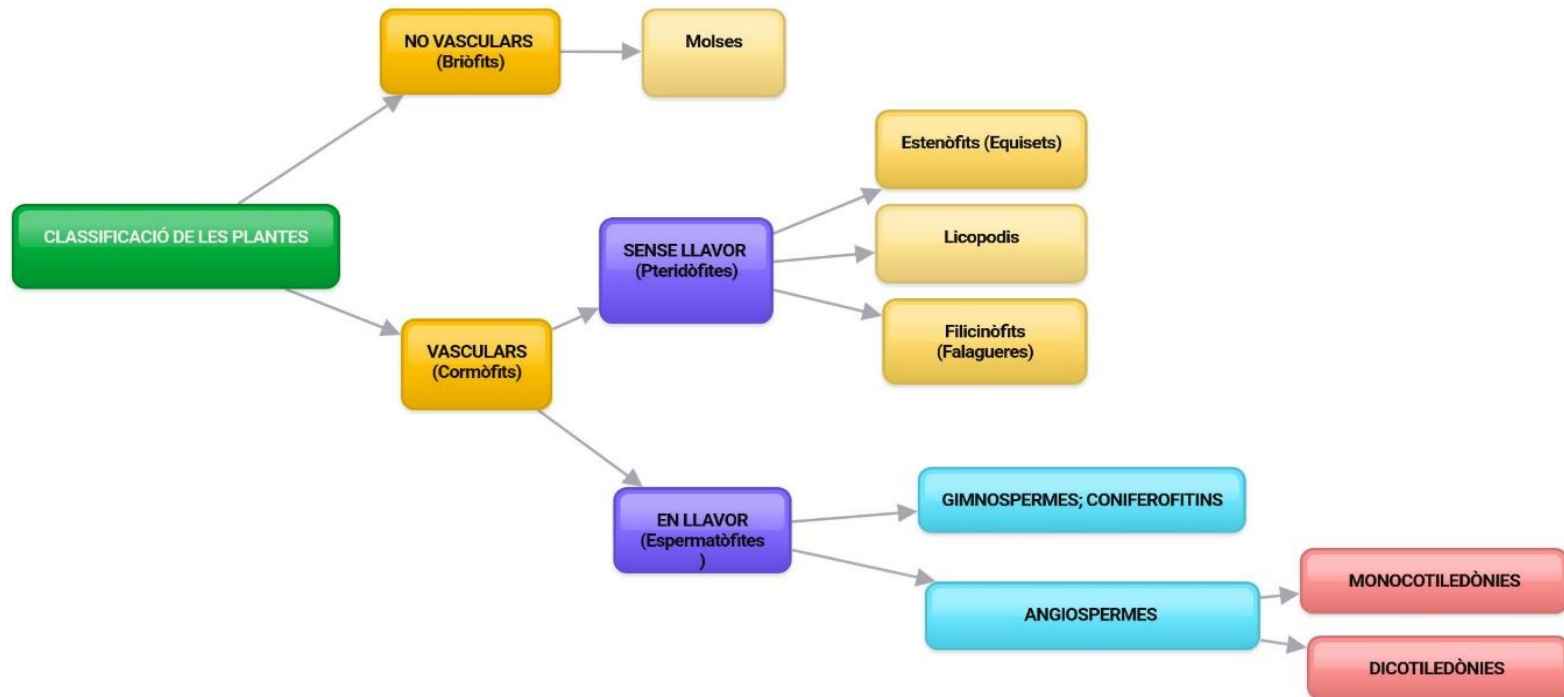 NO VASCULARS
(Briòfits)
Molses
Estenòfits (Equisets)
CLASSIFICACIÓ DE LES PLANTES
SENSE LLAVOR
(Pteridòfites)
Licopodis
Filicinòfits
(Falagueres)
VASCULARS
(Cormòfits)
GIMNOSPERMES; CONIFEROFITINS
EN LLAVOR
(Espermatòfites
)
MONOCOTILEDÒNIES
ANGIOSPERMES
DICOTILEDÒNIES